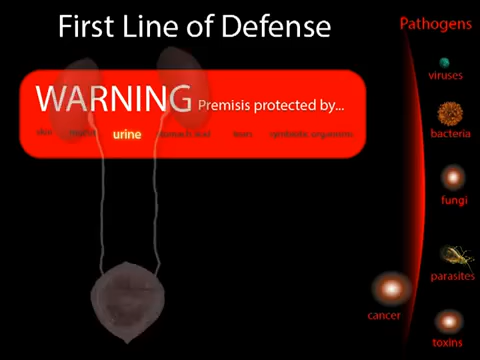 First Line of Defense
Pathogens
WARNING Premisis protected by...
skin mucus urine stomach acid tears symbiotic organisms
viruses
bacteria
fungi
parasites
cancer
toxins